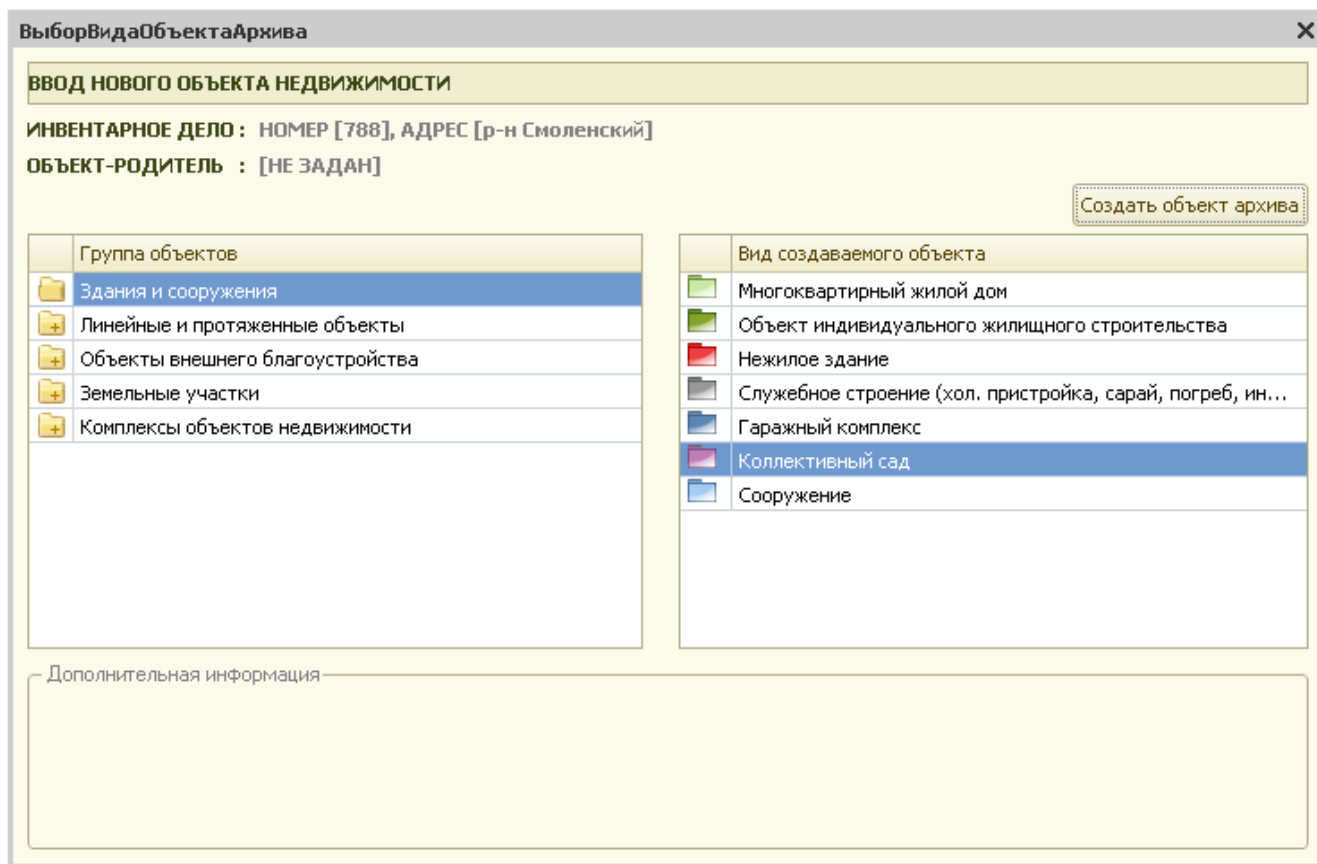 ВыборВидаОбъектаАрхива
ВВОД НОВОГО ОБЪЕКТА НЕДВИЖИМОСТИ
ИНВЕНТАРНОЕ ДЕЛО : НОМЕР [788], АДРЕС [р-н Смоленский]
ОБЪЕКТ-РОДИТЕЛЬ : [НЕ ЗАДАН]
Создать объект архива
Группа объектов
Здания и сооружения
Линейные и протяженные объекты
Объекты внешнего благоустройства
Земельные участки
Комплексы объектов недвижимости
Вид создаваемого объекта
Многоквартирный жилой дом
Объект индивидуального жилищного строительства
Нежилое здание
Служебное строение (хол. пристройка, сарай, погреб, ин...
Гаражный комплекс
Коллективный сад
Сооружение
Дополнительная информация